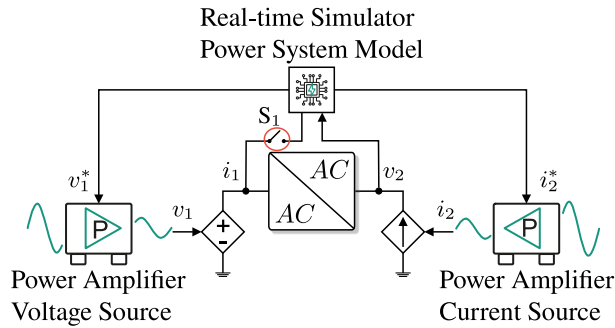 Real-time Simulator
Power System Model
S₁
v₁*
i₁
AC
v₂
i₂*
P
v₁
+
-
AC
i₂
P
Power Amplifier
Voltage Source
Power Amplifier
Current Source